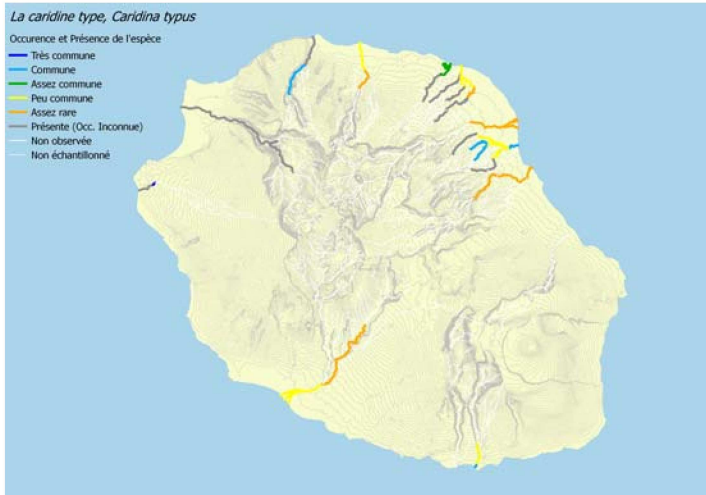 La caridine type, Caridina typus
Occurence et Présence de l'espèce
Très commune
Commune
Assez commune
Peu commune
Assez rare
Présente (Occ. Inconnue)
Non observée
Non échantillonné